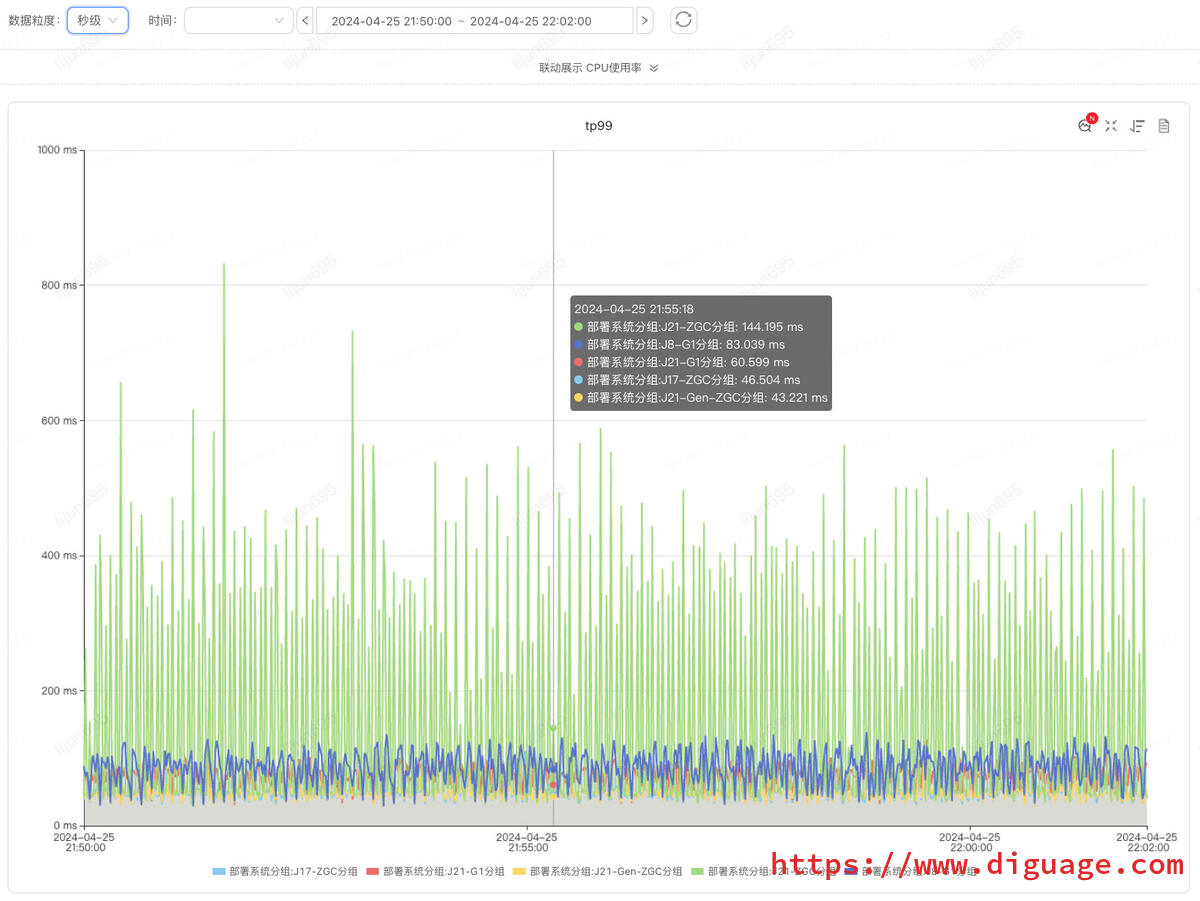 数据粒度： 秒级 时间： 2024-04-25 21:50:00 ~ 2024-04-25 22:02:00
联动展示 CPU使用率
tp99
N
1000 ms
800 ms
600 ms
400 ms
200 ms
0 ms
2024-04-25 21:55:18
部署系统分组:J21-ZGC分组: 144.195 ms
部署系统分组:J8-G1分组: 83.039 ms
部署系统分组:J21-G1分组: 60.599 ms
部署系统分组:J17-ZGC分组: 46.504 ms
部署系统分组:J21-Gen-ZGC分组: 43.221 ms
2024-04-25
21:50:00
2024-04-25
21:55:00
2024-04-25
22:00:00
2024-04-25
22:02:00
部署系统分组:J17-ZGC分组 部署系统分组:J21-G1分组 部署系统分组:J21-Gen-ZGC分组 部署系统分组:J21-ZGC分组 部署系统分组:J8-G1分组
https://www.diguage.com
lijun695